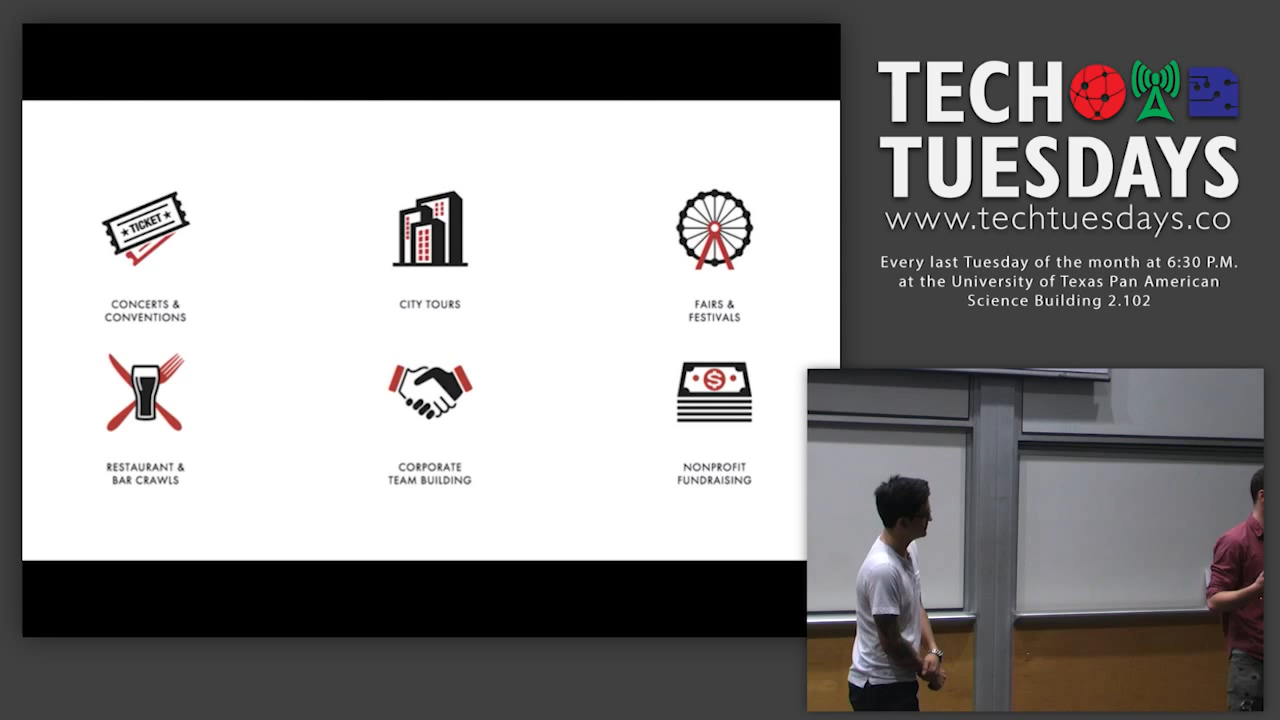 TECH
TUESDAYS
www.techtuesdays.co
Every last Tuesday of the month at 6:30 P.M.
at the University of Texas Pan American
Science Building 2.102
★TICKET★
CONCERTS &
CONVENTIONS
CITY TOURS
FAIRS &
FESTIVALS
$
RESTAURANT &
BAR CRAWLS
CORPORATE
TEAM BUILDING
NONPROFIT
FUNDRAISING